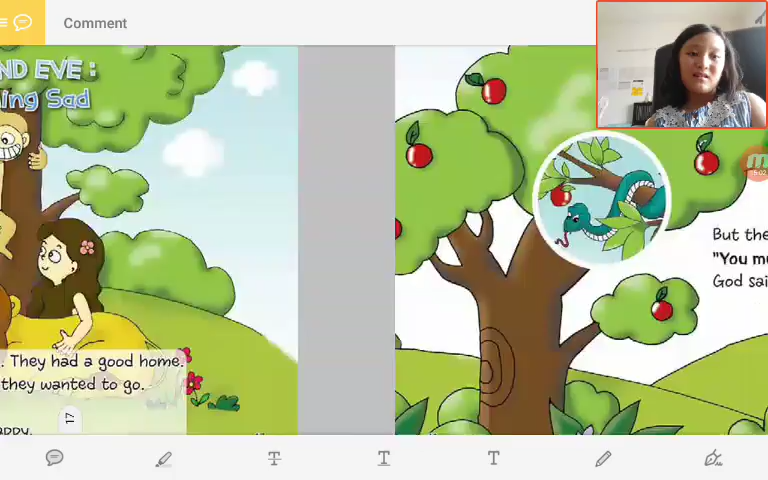 Comment
ND EVE :
ing Sad
. They had a good home.
they wanted to go.
17
appy.
But the
"You m
God sai